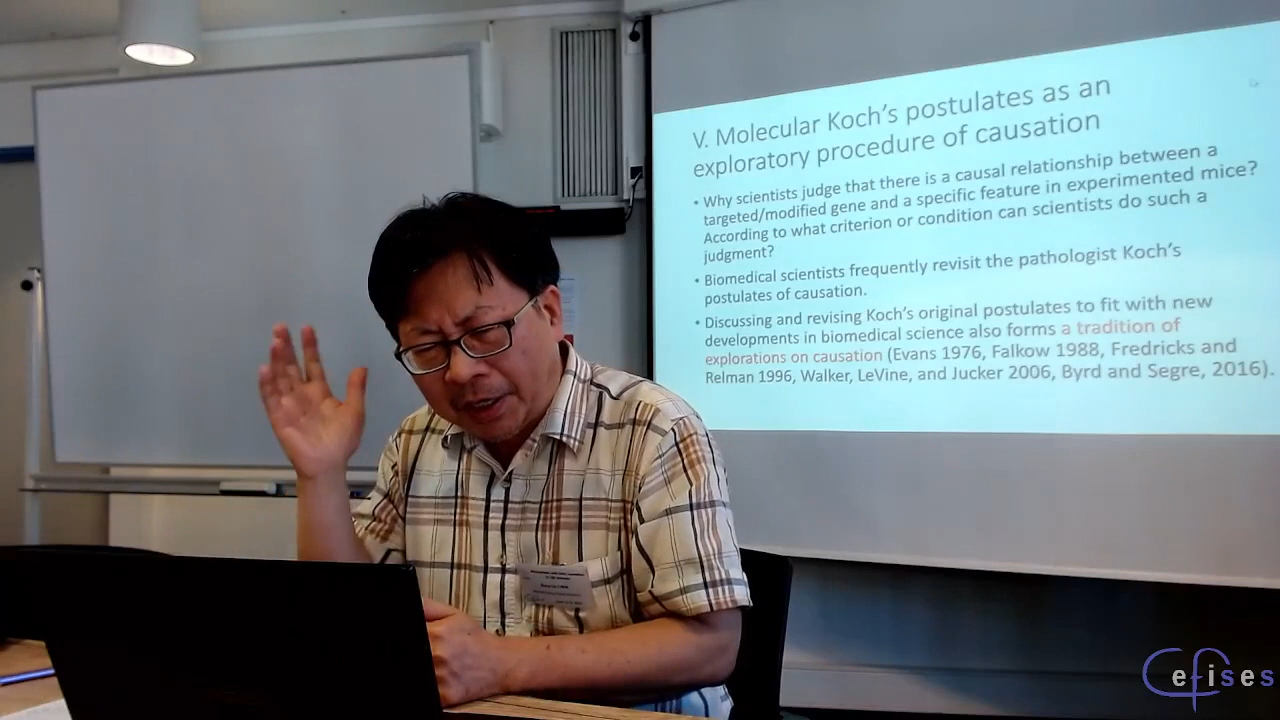 V. Molecular Koch's postulates as an
exploratory procedure of causation
• Why scientists judge that there is a causal relationship between a
targeted/modified gene and a specific feature in experimented mice?
According to what criterion or condition can scientists do such a
judgment?
• Biomedical scientists frequently revisit the pathologist Koch's
postulates of causation.
• Discussing and revising Koch's original postulates to fit with new
developments in biomedical science also forms a tradition of
explorations on causation (Evans 1976, Falkow 1988, Fredricks and
Relman 1996, Walker, LeVine, and Jucker 2006, Byrd and Segre, 2016).
Cefises